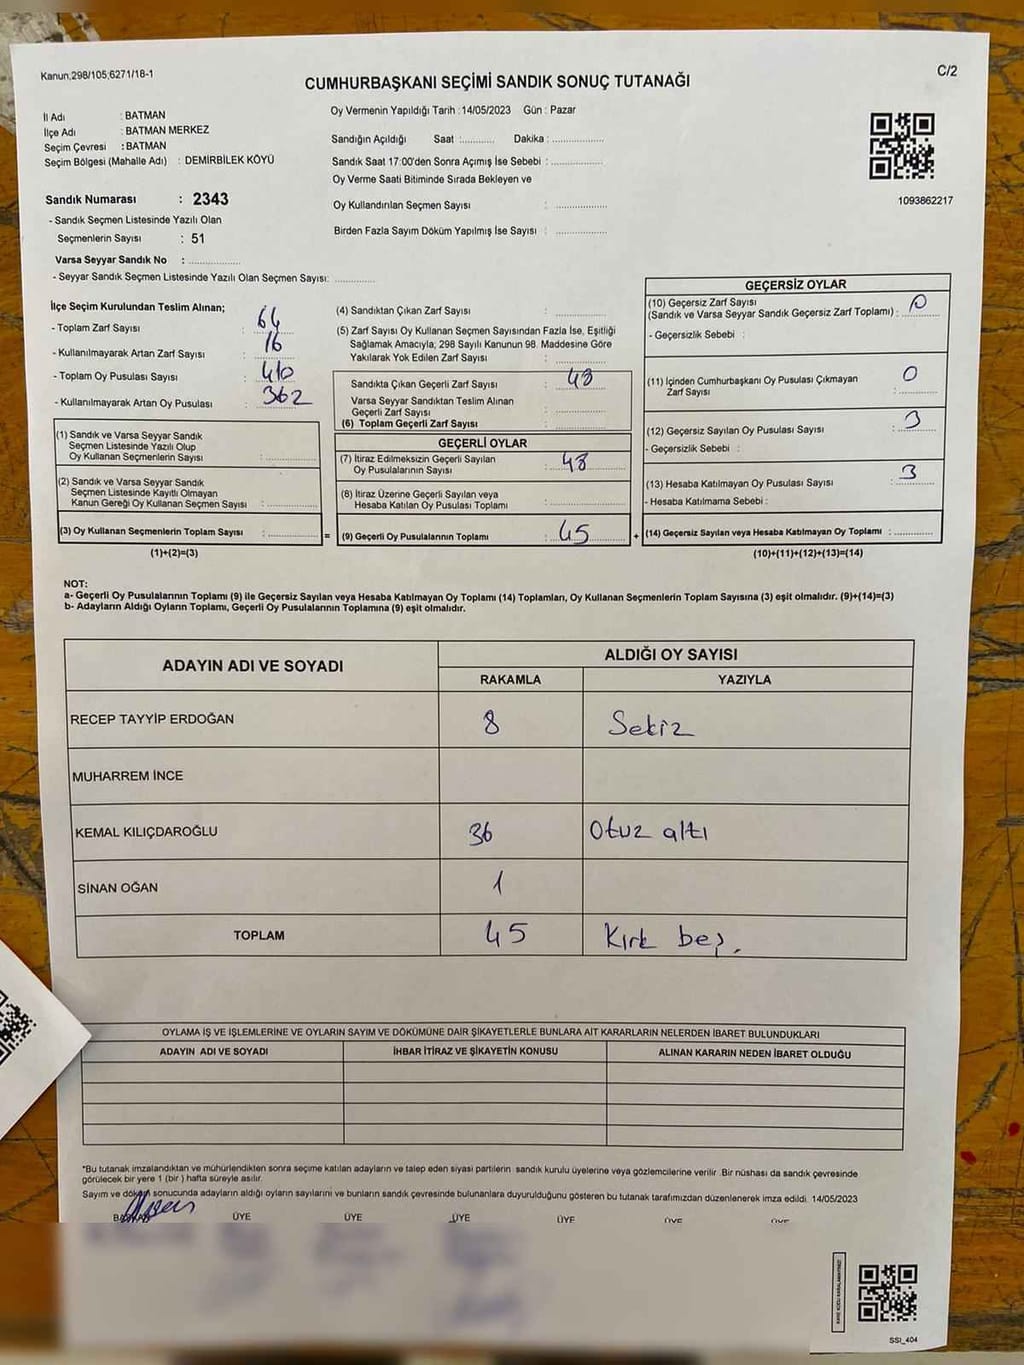 Kanun,298/105,6271/18-1
C/2
CUMHURBAŞKANI SEÇİMİ SANDIK SONUÇ TUTANAĞI
İl Adı : BATMAN
İlçe Adı : BATMAN MERKEZ
Seçim Çevresi : BATMAN
Seçim Bölgesi (Mahalle Adı) : DEMİRBİLEK KÖYÜ
Oy Vermenin Yapıldığı Tarih : 14/05/2023 Gün : Pazar
Sandığın Açıldığı Saat :............ Dakika :..................
Sandık Saat 17:00'den Sonra Açımış İse Sebebi : ..................
Oy Verme Saati Bitiminde Sırada Bekleyen ve
Oy Kullandırılan Seçmen Sayısı : ..................
Birden Fazla Sayım Döküm Yapılmış İse Sayısı : ..................
1093862217
Sandık Numarası : 2343
- Sandık Seçmen Listesinde Yazılı Olan
Seçmenlerin Sayısı : 51
Varsa Seyyar Sandık No : ..................
- Seyyar Sandık Seçmen Listesinde Yazılı Olan Seçmen Sayısı: ..............
İlçe Seçim Kurulundan Teslim Alınan;
- Toplam Zarf Sayısı : 64
- Kullanılmayarak Artan Zarf Sayısı : 16
- Toplam Oy Pusulası Sayısı : 410
- Kullanılmayarak Artan Oy Pusulası : 362
(1) Sandık ve Varsa Seyyar Sandık
Seçmen Listesinde Yazılı Olup
Oy Kullanan Seçmenlerin Sayısı :
(2) Sandık ve Varsa Seyyar Sandık
Seçmen Listesinde Kayıtlı Olmayan
Kanun Gereği Oy Kullanan Seçmen Sayısı :
(3) Oy Kullanan Seçmenlerin Toplam Sayısı :
(1)+(2)=(3)
(4) Sandıktan Çıkan Zarf Sayısı :
(5) Zarf Sayısı Oy Kullanan Seçmen Sayısından Fazla İse, Eşitliği
Sağlamak Amacıyla; 298 Sayılı Kanunun 98. Maddesine Göre
Yakılarak Yok Edilen Zarf Sayısı :
Sandıkta Çıkan Geçerli Zarf Sayısı : 48
Varsa Seyyar Sandıktan Teslim Alınan
Geçerli Zarf Sayısı :
(6) Toplam Geçerli Zarf Sayısı :
GEÇERLİ OYLAR
(7) İtiraz Edilmeksizin Geçerli Sayılan
Oy Pusulalarının Sayısı : 48
(8) İtiraz Üzerine Geçerli Sayılan veya
Hesaba Katılan Oy Pusulası Toplamı :
= (9) Geçerli Oy Pusulalarının Toplamı : 45 +
GEÇERSİZ OYLAR
(10) Geçersiz Zarf Sayısı
(Sandık ve Varsa Seyyar Sandık Geçersiz Zarf Toplamı) : 0
- Geçersizlik Sebebi :
(11) İçinden Cumhurbaşkanı Oy Pusulası Çıkmayan
Zarf Sayısı : 0
(12) Geçersiz Sayılan Oy Pusulası Sayısı : 3
- Geçersizlik Sebebi :
(13) Hesaba Katılmayan Oy Pusulası Sayısı : 3
- Hesaba Katılmama Sebebi :
(14) Geçersiz Sayılan veya Hesaba Katılmayan Oy Toplamı :
(10)+(11)+(12)+(13)=(14)
NOT:
a- Geçerli Oy Pusulalarının Toplamı (9) ile Geçersiz Sayılan veya Hesaba Katılmayan Oy Toplamı (14) Toplamları, Oy Kullanan Seçmenlerin Toplam Sayısına (3) eşit olmalıdır. (9)+(14)=(3)
b- Adayların Aldığı Oyların Toplamı, Geçerli Oy Pusulalarının Toplamına (9) eşit olmalıdır.
ADAYIN ADI VE SOYADI
ALDIĞI OY SAYISI
RAKAMLA YAZIYLA
RECEP TAYYİP ERDOĞAN 8 Sekiz
MUHARREM İNCE
KEMAL KILIÇDAROĞLU 36 Otuz altı
SİNAN OĞAN 1
TOPLAM 45 Kırk beş.
OYLAMA İŞ VE İŞLEMLERİNE VE OYLARIN SAYIM VE DÖKÜMÜNE DAİR ŞİKAYETLERLE BUNLARA AİT KARARLARIN NELERDEN İBARET BULUNDUKLARI
ADAYIN ADI VE SOYADI İHBAR İTİRAZ VE ŞİKAYETİN KONUSU ALINAN KARARIN NEDEN İBARET OLDUĞU
*Bu tutanak imzalandıktan ve mühürlendikten sonra seçime katılan adayların ve talep eden siyasi partilerin sandık kurulu üyelerine veya gözlemcilerine verilir .Bir nüshası da sandık çevresinde
görülecek bir yere 1 (bir ) hafta süreyle asılır.
Sayım ve döküm sonucunda adayların aldığı oyların sayılarını ve bunların sandık çevresinde bulunanlara duyurulduğunu gösteren bu tutanak tarafımızdan düzenlenerek imza edildi. 14/05/2023
BAŞKAN ÜYE ÜYE ÜYE ÜYE ÜYE ÜYE
SSI_404